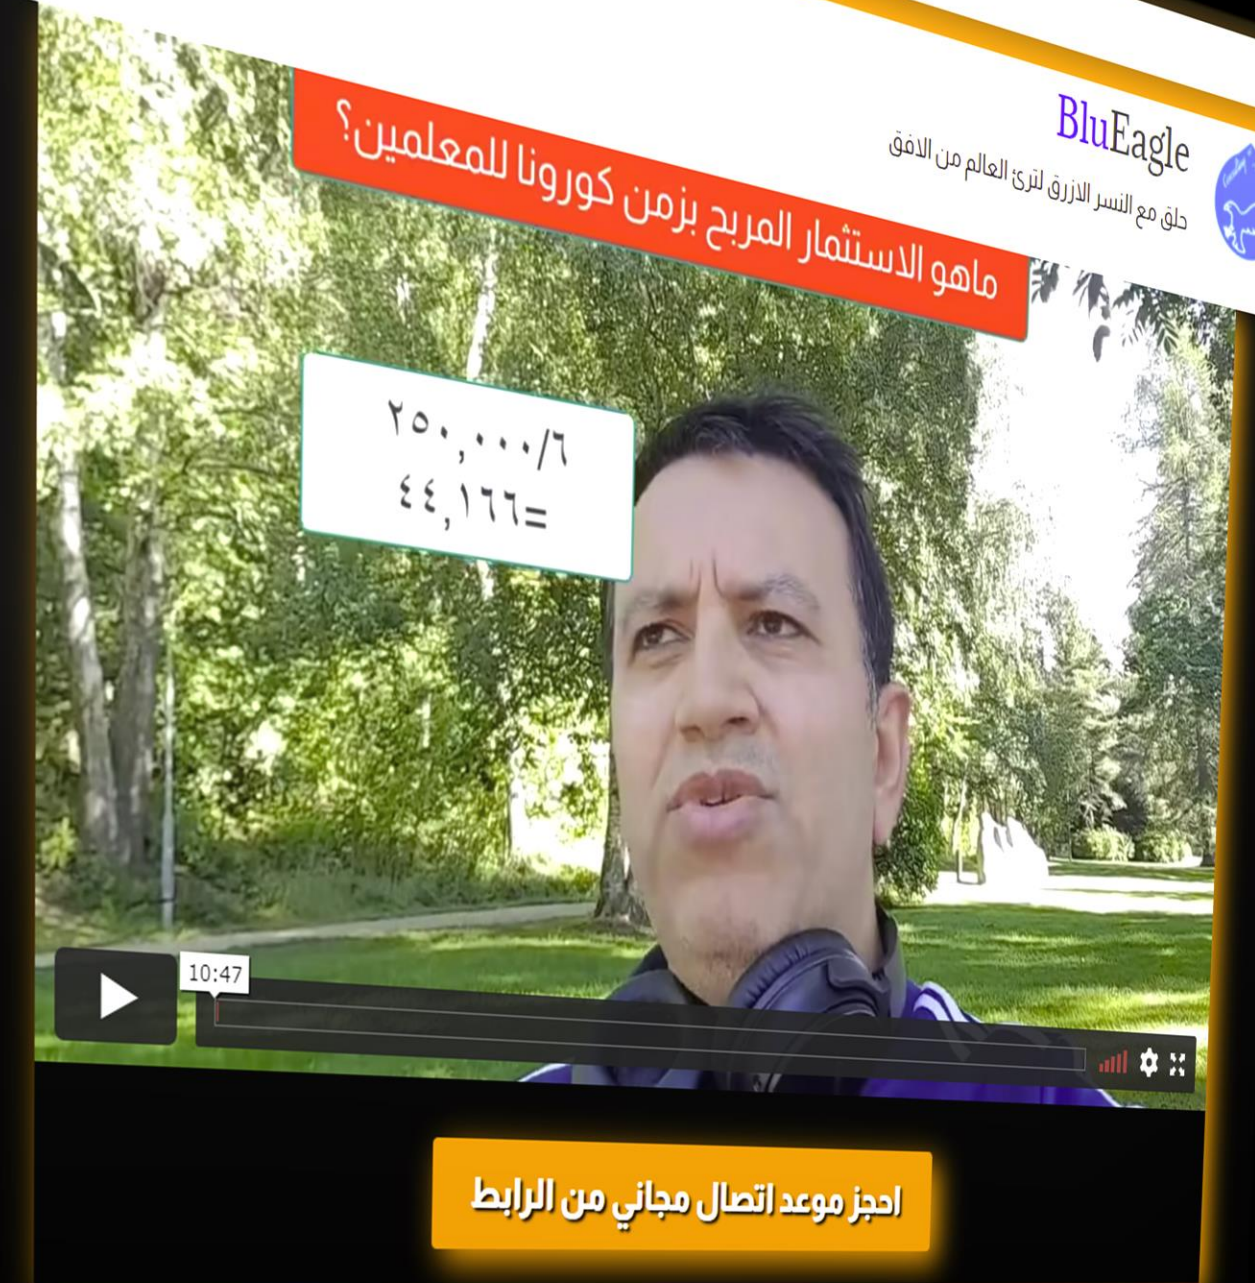 BluEagle
حلق مع النسر الازرق لترئ العالم من الافق
ماهو الاستثمار المربح بزمن كورونا للمعلمين؟
٢٥٠,٠٠٠/٦
٤٤,١٦٦=
10:47
احجز موعد اتصال مجاني من الرابط